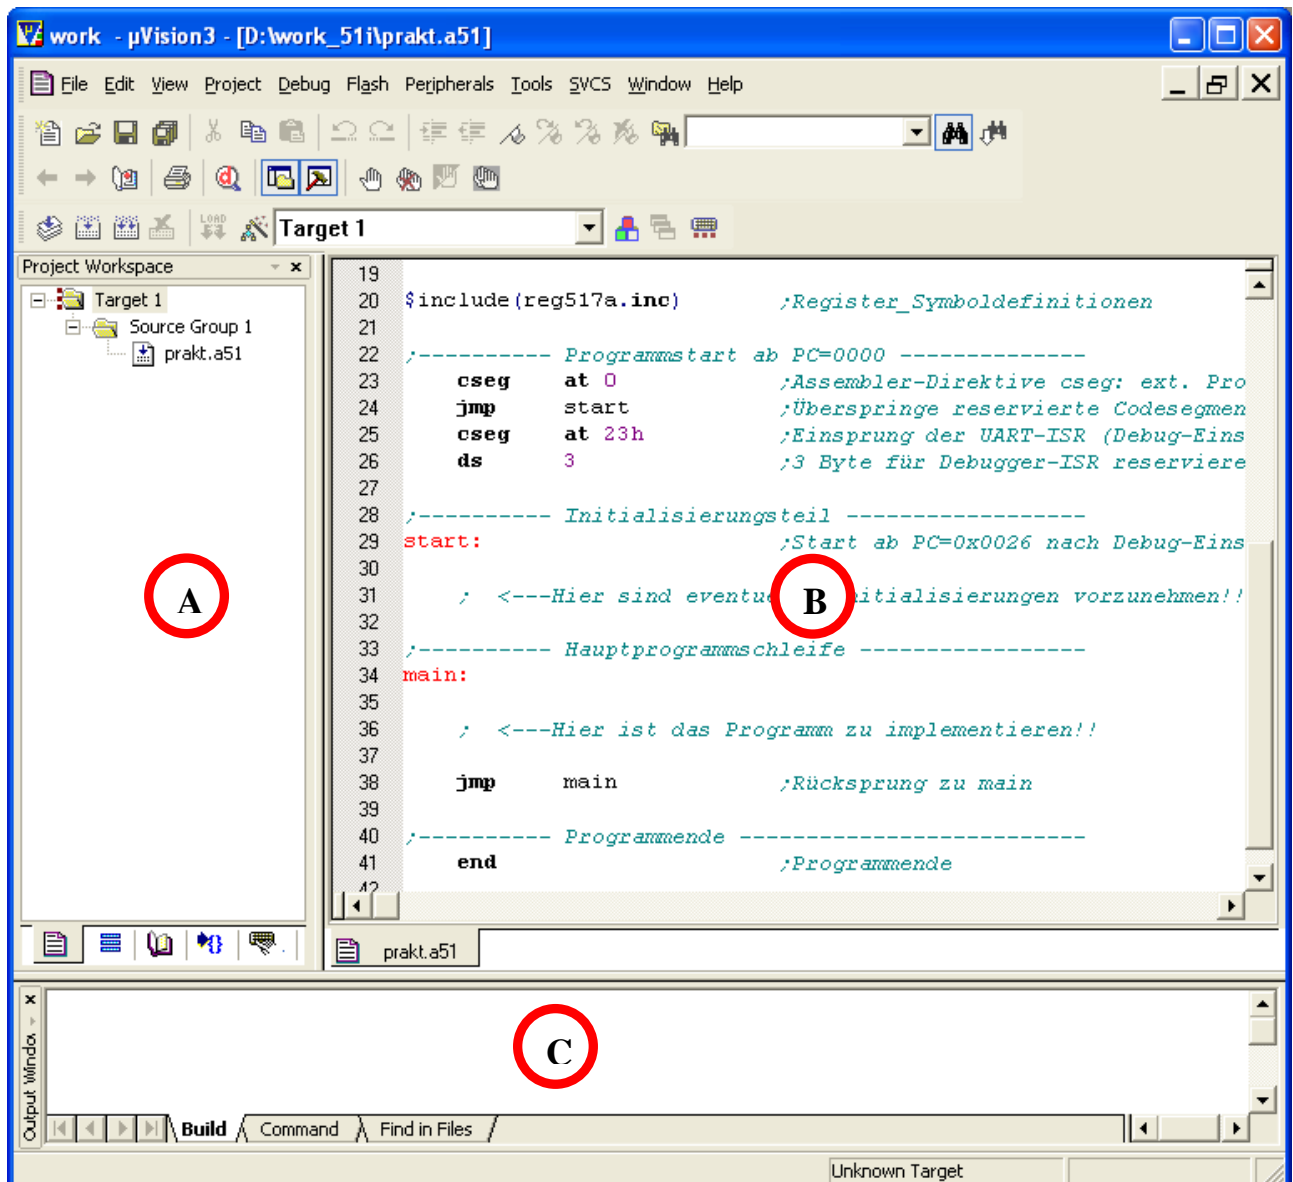 work - µVision3 - [D:\work_51i\prakt.a51]
File Edit View Project Debug Flash Peripherals Tools SVCS Window Help
LOAD
Target 1
Project Workspace
Target 1
Source Group 1
prakt.a51
A
19
20 $include(reg517a.inc) ;Register_Symboldefinitionen
21
22 ;---------- Programmstart ab PC=0000 --------------
23 cseg at 0 ;Assembler-Direktive cseg: ext. Pro
24 jmp start ;Überspringe reservierte Codesegmen
25 cseg at 23h ;Einsprung der UART-ISR (Debug-Eins
26 ds 3 ;3 Byte für Debugger-ISR reserviere
27
28 ;---------- Initialisierungsteil ------------------
29 start: ;Start ab PC=0x0026 nach Debug-Eins
30
31 ; <---Hier sind eventue B itialisierungen vorzunehmen!!
32
33 ;---------- Hauptprogrammschleife -----------------
34 main:
35
36 ; <---Hier ist das Programm zu implementieren!!
37
38 jmp main ;Rücksprung zu main
39
40 ;---------- Programmende --------------------------
41 end ;Programmende
42
prakt.a51
Output Window
C
Build Command Find in Files
Unknown Target